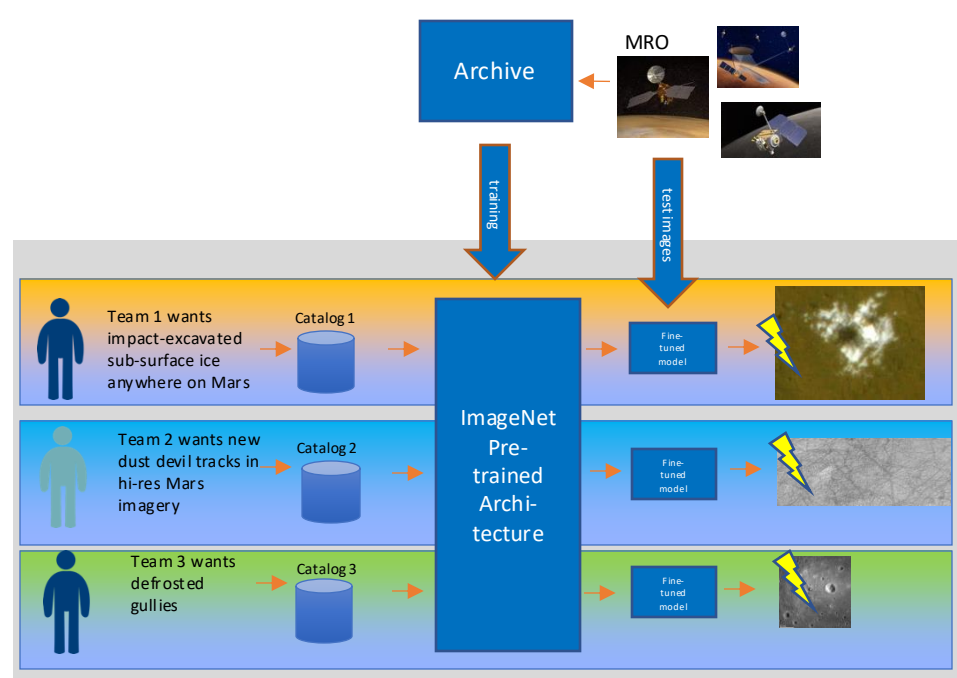 MRO
Archive
training
test images
Team 1 wants
impact-excavated
sub-surface ice
anywhere on Mars
Catalog 1
Fine-
tuned
model
ImageNet
Pre-
trained
Archi-
tecture
Team 2 wants new
dust devil tracks in
hi-res Mars
imagery
Catalog 2
Fine-
tuned
model
Team 3 wants
defrosted
gullies
Catalog 3
Fine-
tuned
model